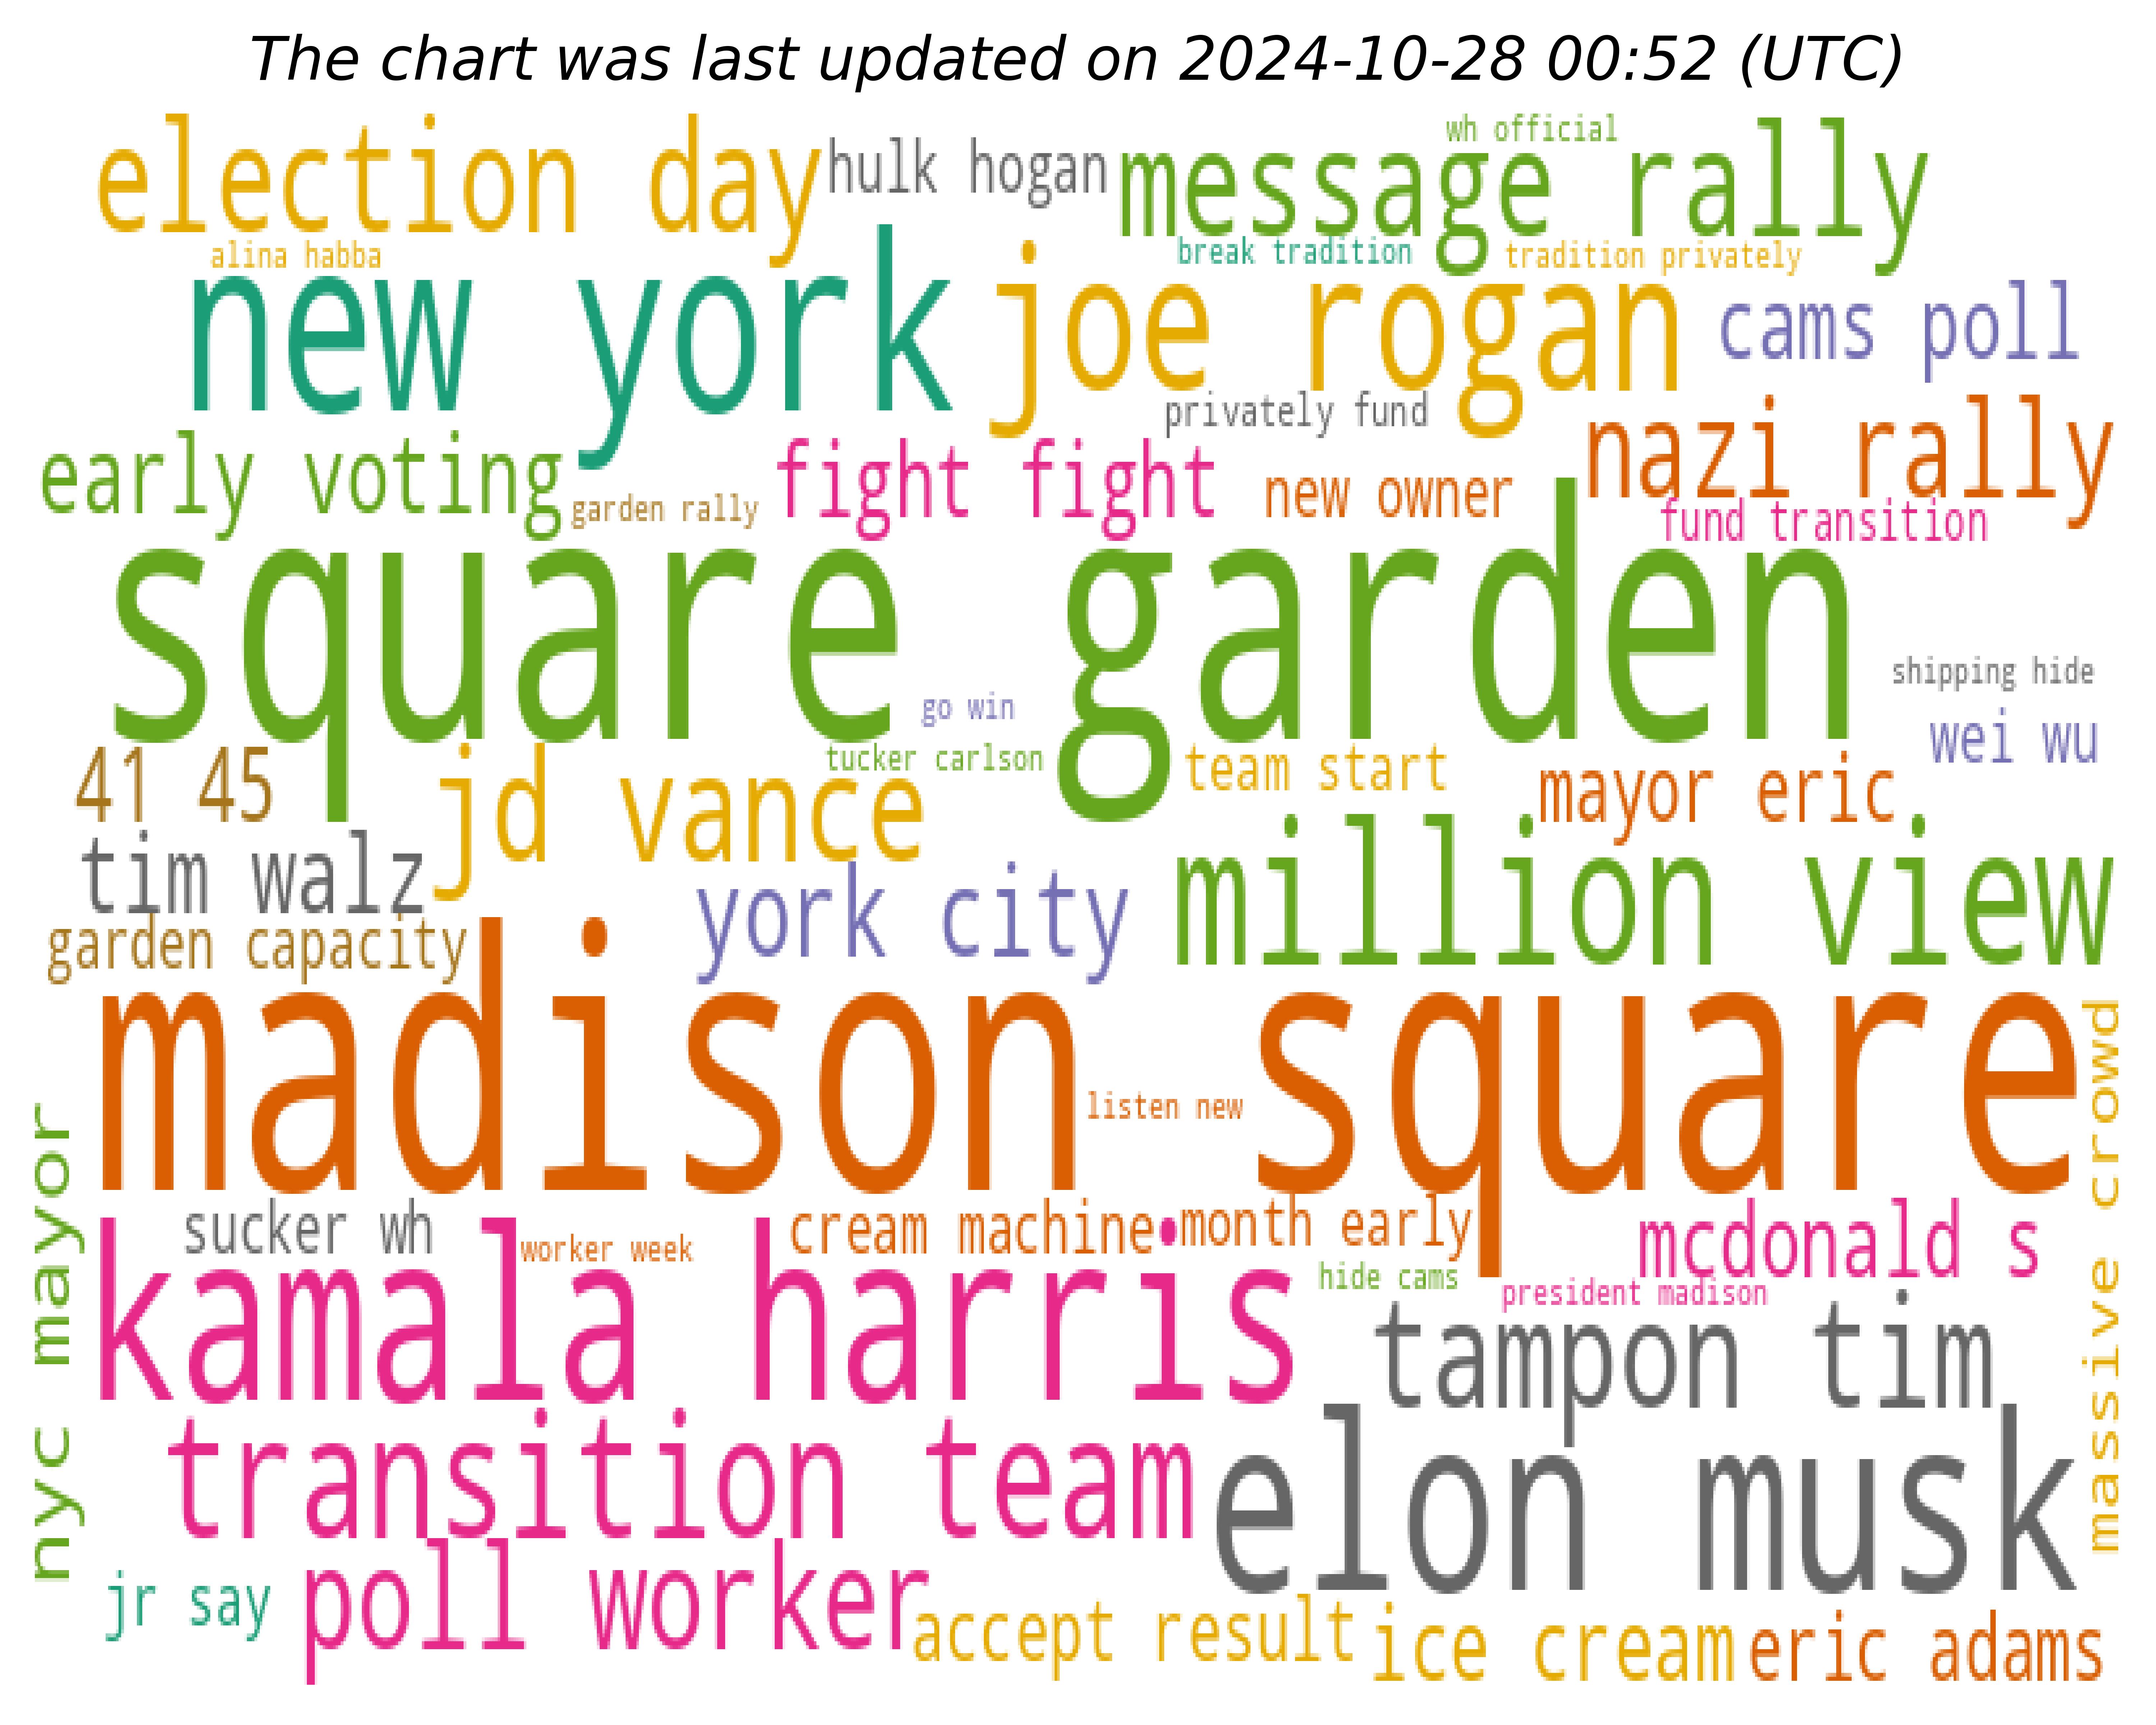 The chart was last updated on 2024-10-28 00:52 (UTC)
election day
hulk hogan
message rally
wh official
alina habba
break tradition
tradition privately
new york
joe rogan
cams poll
privately fund
nazi rally
early voting
garden rally
fight fight
new owner
fund transition
square garden
shipping hide
go win
wei wu
41 45
jd vance
tucker carlson
team start
mayor eric
tim walz
million view
york city
garden capacity
madison square
massive crowd
listen new
nyc mayor
sucker wh
worker week
cream machine
month early
mcdonald s
hide cams
president madison
kamala harris
tampon tim
transition team
elon musk
jr say
poll worker
accept result
ice cream
eric adams